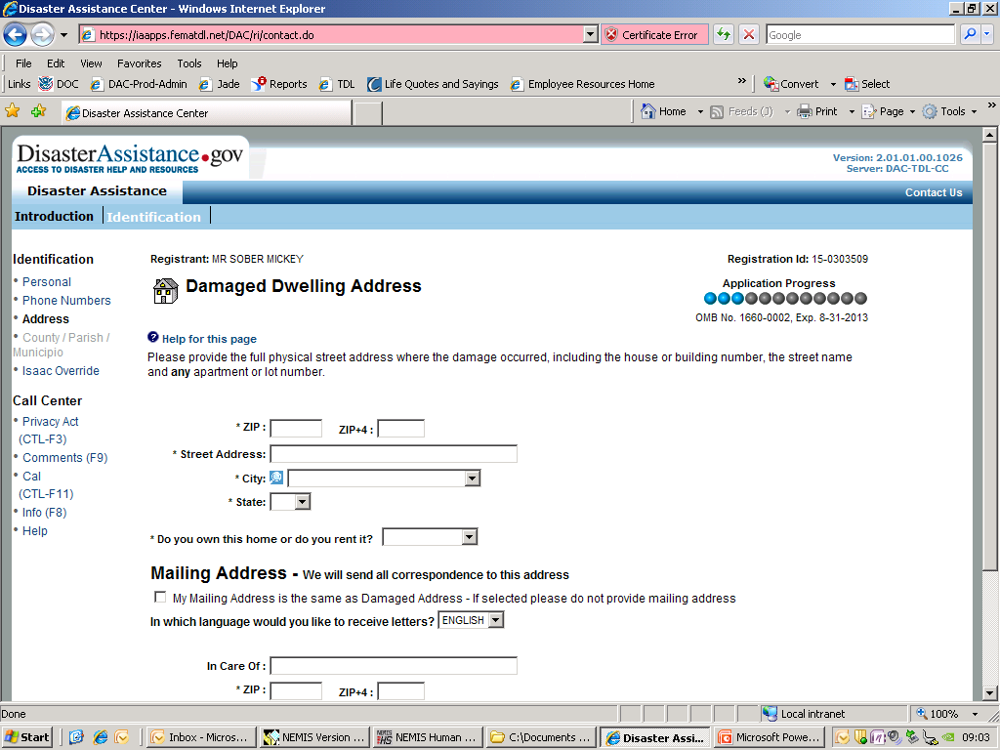 Disaster Assistance Center - Windows Internet Explorer
https://iaapps.fematdl.net/DAC/ri/contact.do
Certificate Error
Google
File Edit View Favorites Tools Help
Links DOC DAC-Prod-Admin Jade Reports TDL Life Quotes and Sayings Employee Resources Home » Convert Select
Disaster Assistance Center
Home Feeds (J) Print Page Tools »
DisasterAssistance.gov
ACCESS TO DISASTER HELP AND RESOURCES
Version: 2.01.01.00.1026
Server: DAC-TDL-CC
Disaster Assistance
Contact Us
Introduction Identification
Identification
• Personal
• Phone Numbers
• Address
• County / Parish /
Municipio
• Isaac Override
Call Center
• Privacy Act
(CTL-F3)
• Comments (F9)
• Cal
(CTL-F11)
• Info (F8)
• Help
Registrant: MR SOBER MICKEY
Registration Id: 15-0303509
Damaged Dwelling Address
Application Progress
OMB No. 1660-0002, Exp. 8-31-2013
Help for this page
Please provide the full physical street address where the damage occurred, including the house or building number, the street name
and any apartment or lot number.
* ZIP : ZIP+4 :
* Street Address:
* City:
* State:
* Do you own this home or do you rent it?
Mailing Address - We will send all correspondence to this address
My Mailing Address is the same as Damaged Address - If selected please do not provide mailing address
In which language would you like to receive letters? ENGLISH
In Care Of :
* ZIP : ZIP+4 :
Done
Local intranet
100%
Start
Inbox - Micros...
NEMIS Version ...
NEMIS Human ...
C:\Documents ...
Disaster Assi...
Microsoft Powe...
09:03